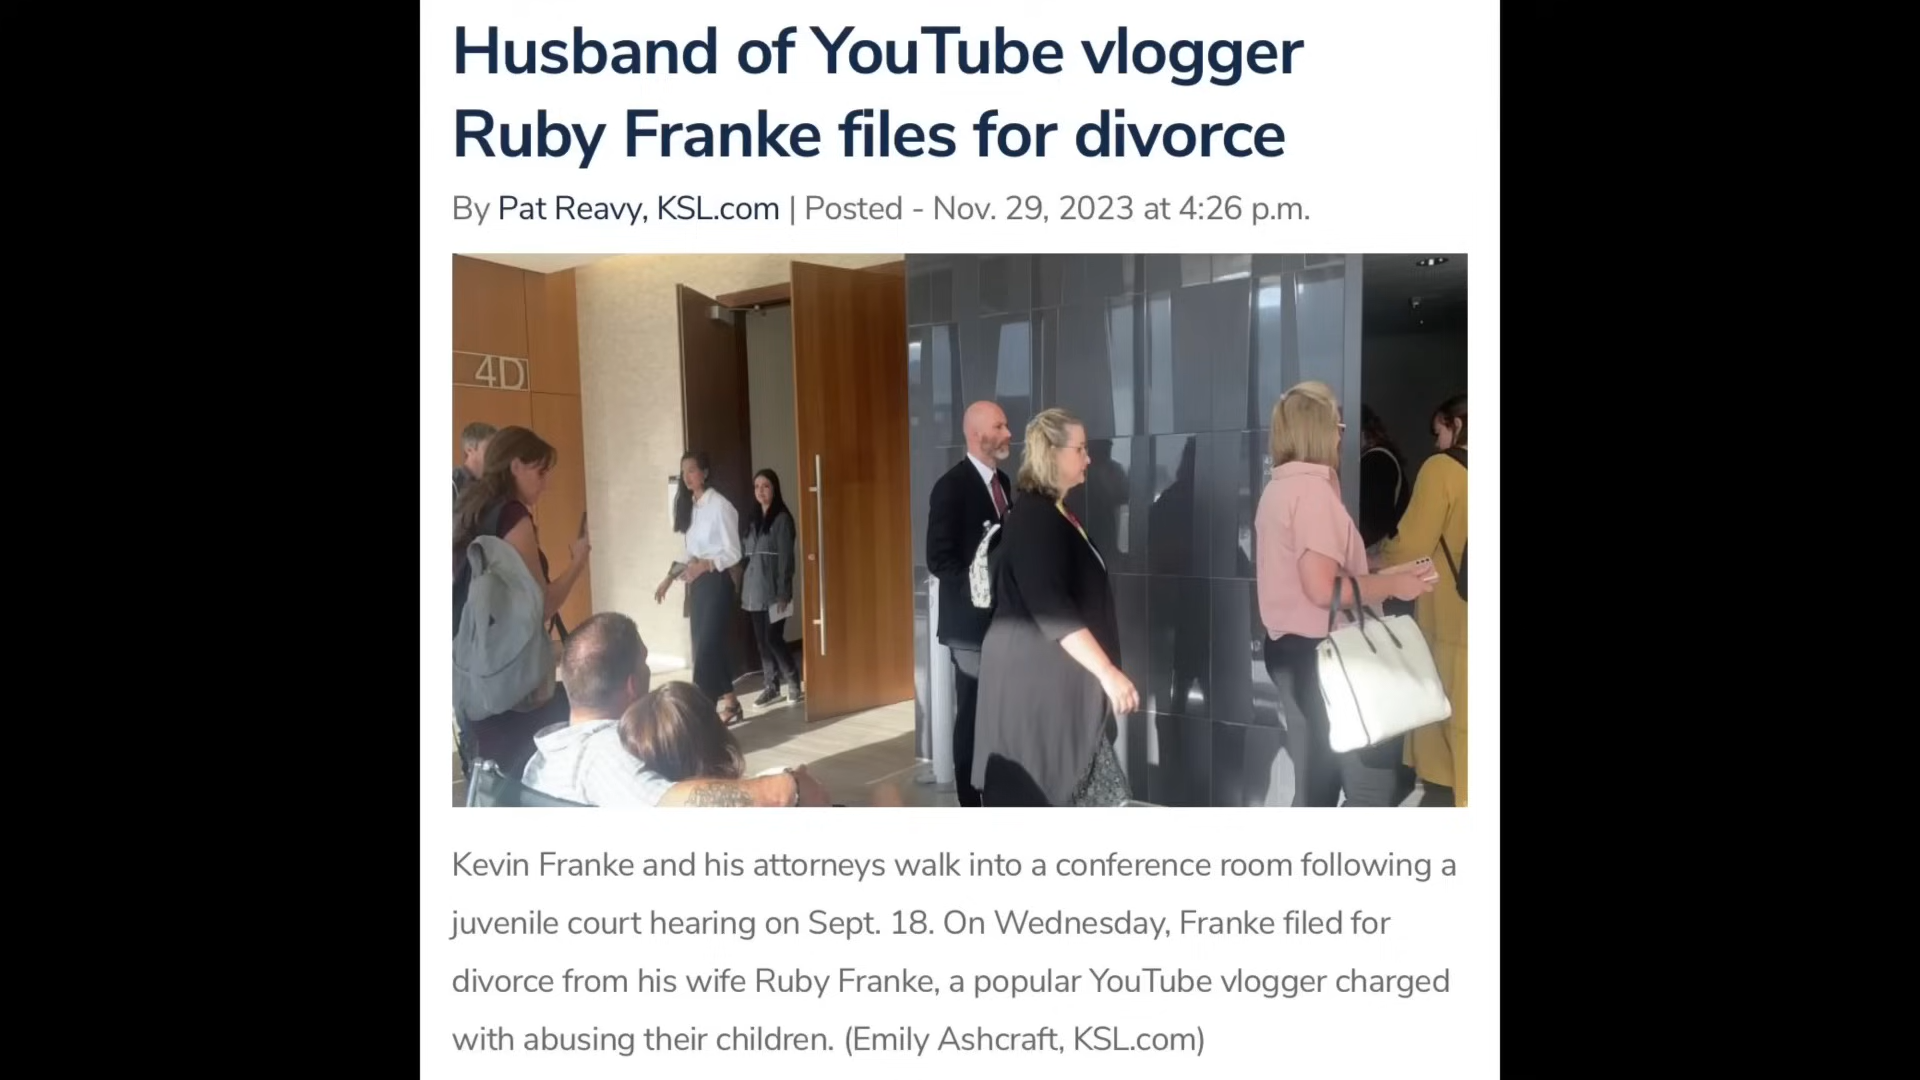 Husband of YouTube vlogger
Ruby Franke files for divorce
By Pat Reavy, KSL.com | Posted - Nov. 29, 2023 at 4:26 p.m.
4D
Kevin Franke and his attorneys walk into a conference room following a
juvenile court hearing on Sept. 18. On Wednesday, Franke filed for
divorce from his wife Ruby Franke, a popular YouTube vlogger charged
with abusing their children. (Emily Ashcraft, KSL.com)